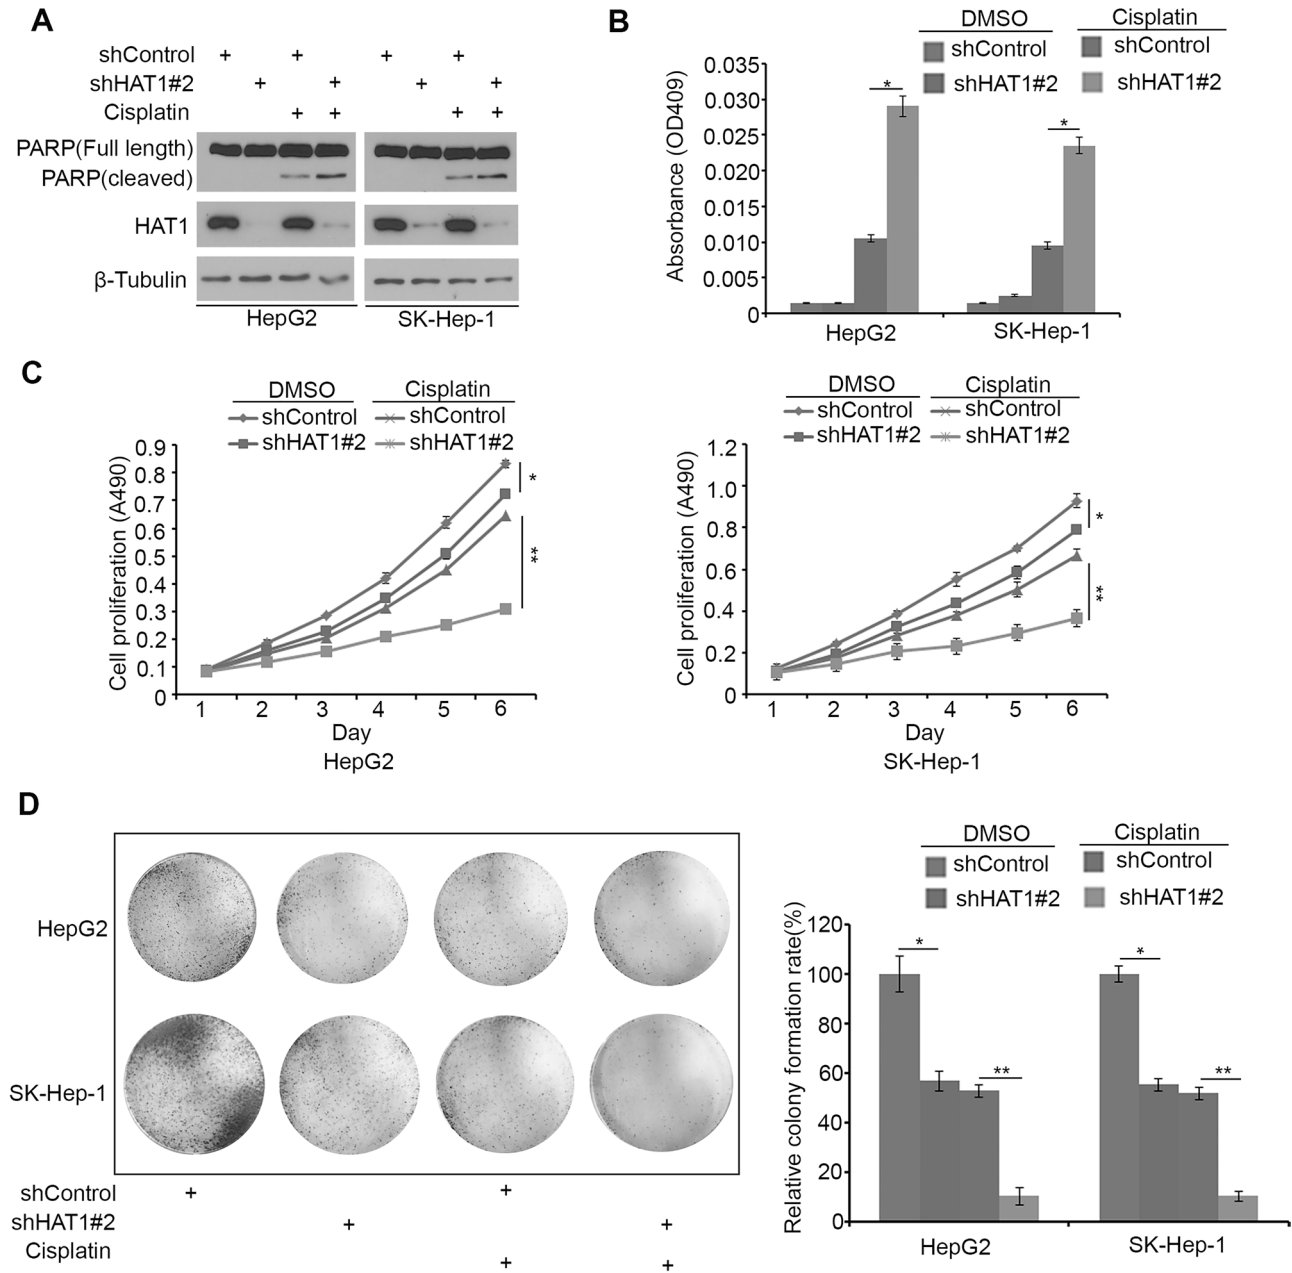 A
shControl + + + +
shHAT1#2 + + + +
Cisplatin + + + +
PARP(Full length)
PARP(cleaved)
HAT1
β-Tubulin
HepG2 SK-Hep-1
B
DMSO Cisplatin
shControl shControl
shHAT1#2 shHAT1#2
Absorbance (OD409)
0.035
0.030
0.025
0.020
0.015
0.010
0.005
0
* *
HepG2 SK-Hep-1
C
DMSO Cisplatin
shControl shControl
shHAT1#2 shHAT1#2
Cell proliferation (A490)
0.9
0.8
0.7
0.6
0.5
0.4
0.3
0.2
0.1
0
*
**
1 2 3 4 5 6
Day
HepG2
DMSO Cisplatin
shControl shControl
shHAT1#2 shHAT1#2
Cell proliferation (A490)
1.2
1.0
0.8
0.6
0.4
0.2
0
*
**
1 2 3 4 5 6
Day
SK-Hep-1
D
HepG2
SK-Hep-1
shControl + +
shHAT1#2 + +
Cisplatin + +
DMSO Cisplatin
shControl shControl
shHAT1#2 shHAT1#2
Relative colony formation rate(%)
120
100
80
60
40
20
0
* ** * **
HepG2 SK-Hep-1